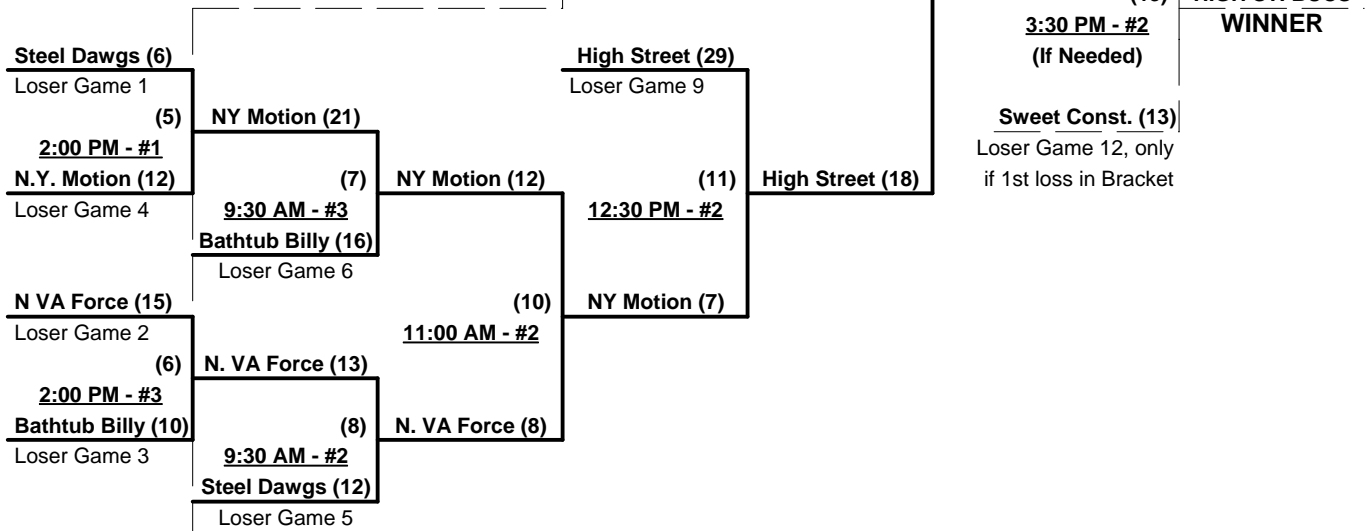 3:30 PM - #2
WINNER
(If Needed)
Steel Dawgs (6)
Loser Game 1
High Street (29)
Loser Game 9
(5)
NY Motion (21)
2:00 PM - #1
Sweet Const. (13)
Loser Game 12, only
if 1st loss in Bracket
N.Y. Motion (12)
Loser Game 4
(7)
NY Motion (12)
(11)
High Street (18)
9:30 AM - #3
12:30 PM - #2
Bathtub Billy (16)
Loser Game 6
N VA Force (15)
Loser Game 2
(10)
NY Motion (7)
11:00 AM - #2
(6)
N. VA Force (13)
2:00 PM - #3
Bathtub Billy (10)
Loser Game 3
(8)
N. VA Force (8)
9:30 AM - #2
Steel Dawgs (12)
Loser Game 5